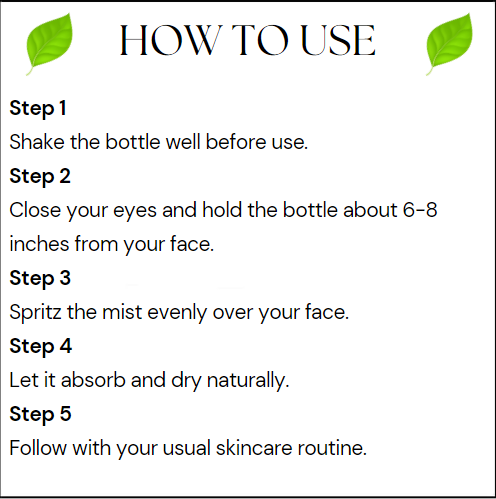 HOW TO USE
Step 1
Shake the bottle well before use.
Step 2
Close your eyes and hold the bottle about 6-8
inches from your face.
Step 3
Spritz the mist evenly over your face.
Step 4
Let it absorb and dry naturally.
Step 5
Follow with your usual skincare routine.